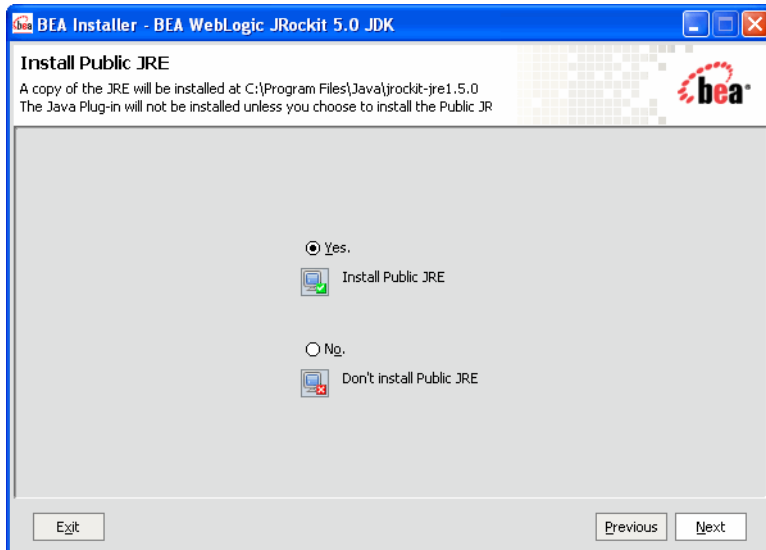 bea BEA Installer - BEA WebLogic JRockit 5.0 JDK
Install Public JRE
A copy of the JRE will be installed at C:\Program Files\Java\jrockit-jre1.5.0
The Java Plug-in will not be installed unless you choose to install the Public JR
bea
Yes.
Install Public JRE
No.
Don't install Public JRE
Exit
Previous
Next